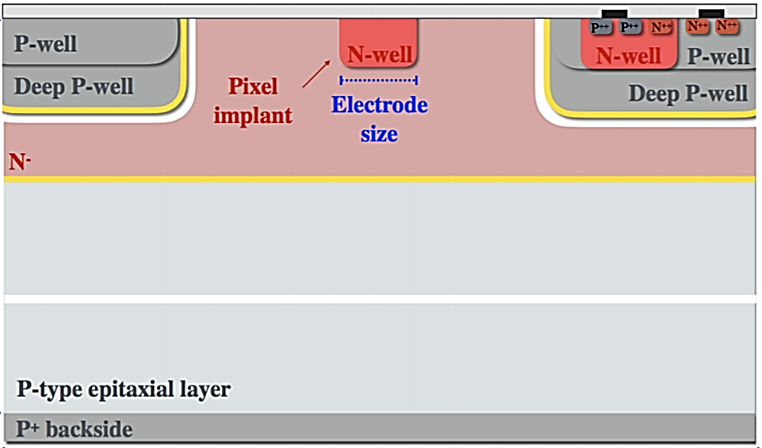 P-well
Deep P-well
N-well
Pixel
implant
Electrode
size
P++ P++ N++ N++ N++
N-well P-well
Deep P-well
N-
P-type epitaxial layer
P+ backside